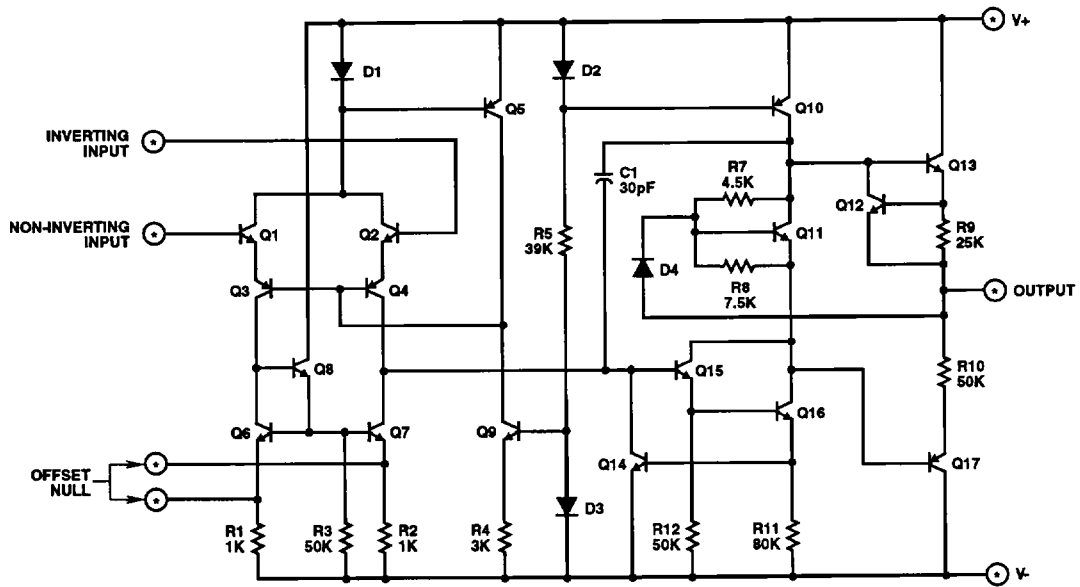 V+
D1
D2
Q5
Q10
INVERTING
INPUT
C1
30pF
R7
4.5K
Q13
Q12
NON-INVERTING
INPUT
Q1
Q2
R5
39K
Q11
R9
25K
D4
Q3
Q4
R8
7.5K
OUTPUT
Q8
Q15
R10
50K
Q16
Q6
Q7
Q9
Q14
Q17
OFFSET
NULL
D3
R1
1K
R3
50K
R2
1K
R4
3K
R12
50K
R11
80K
V-